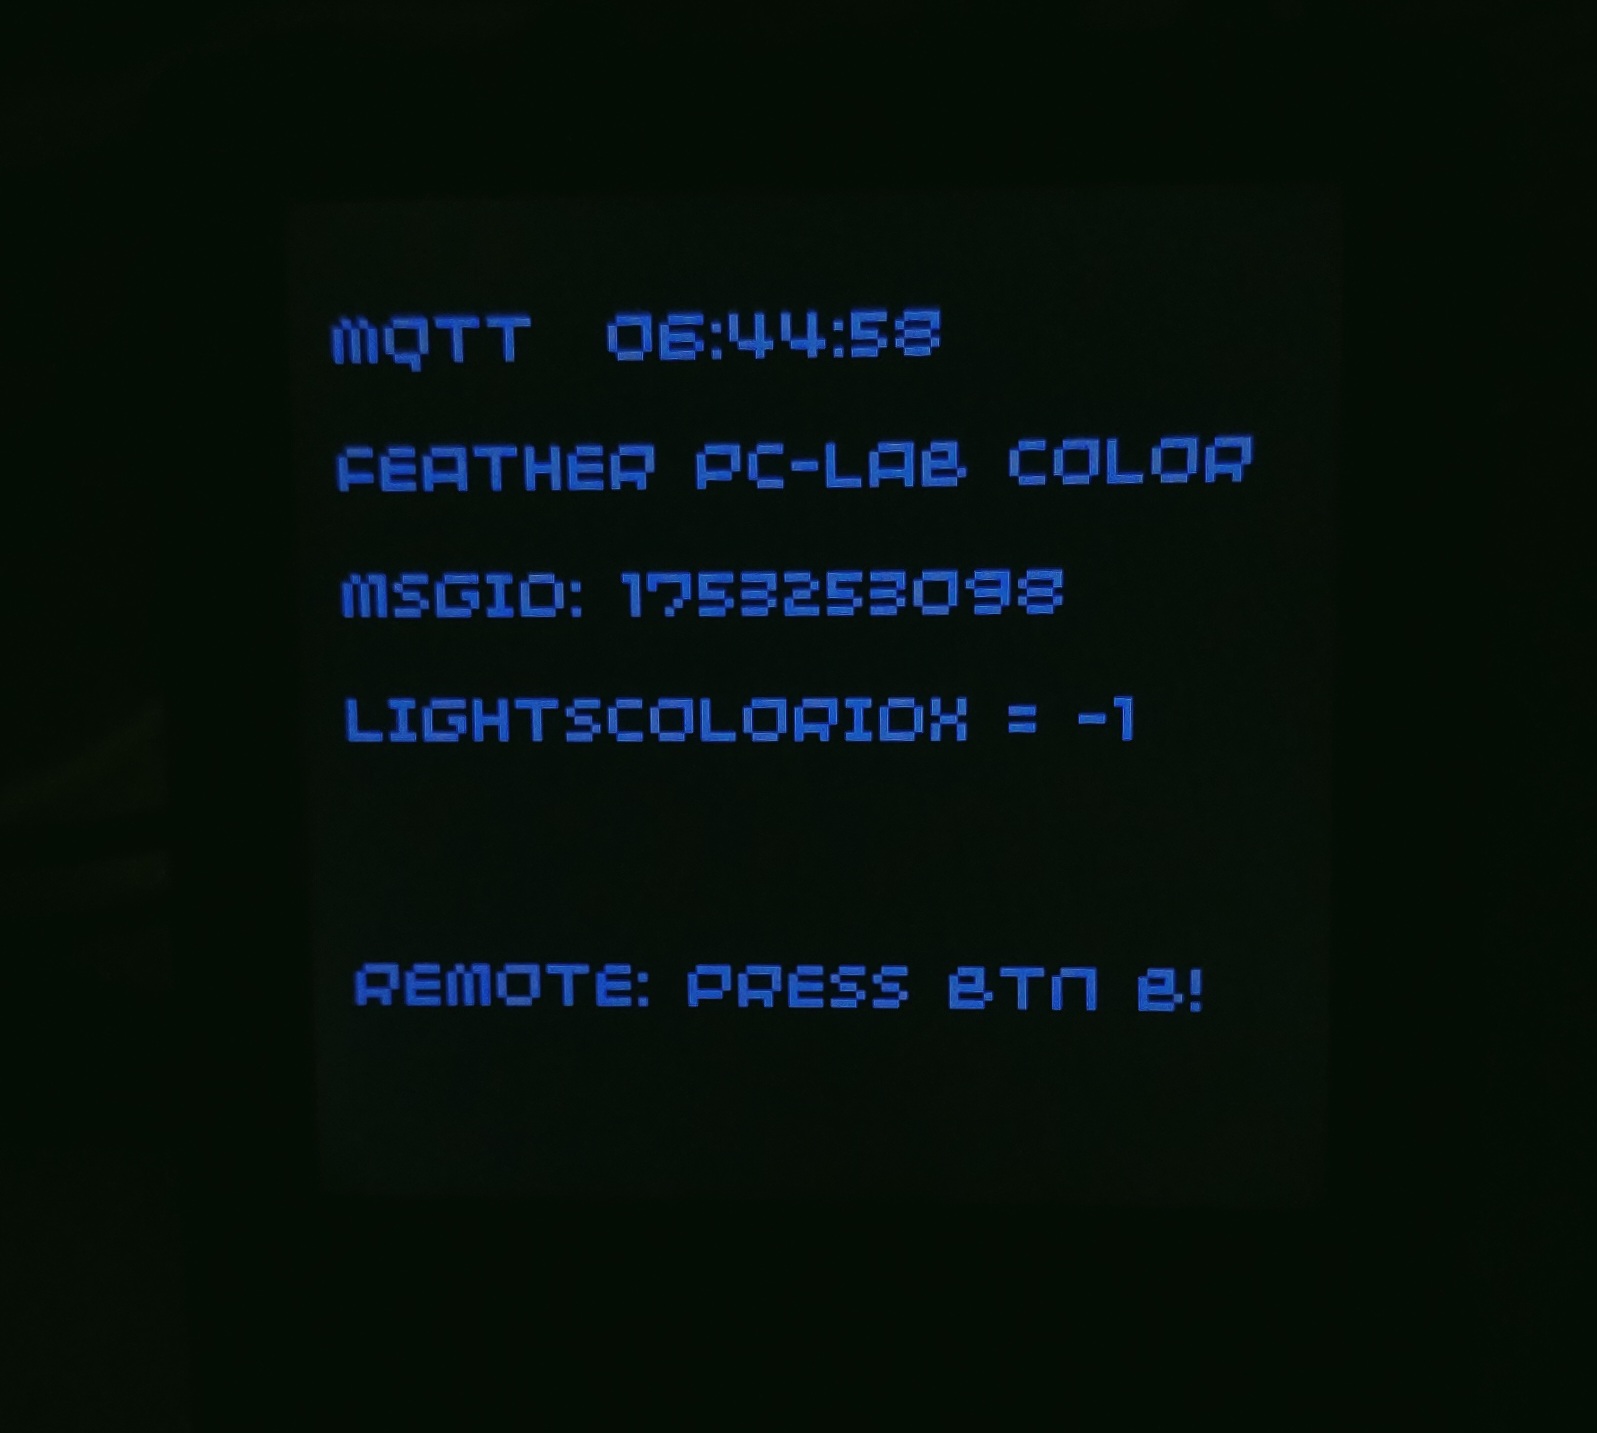 MQTT 06:44:58
FEATHER PC-LAB COLOR
MSGID: 1753253098
LIGHTSCOLORIDX = -1
REMOTE: PRESS BTN B!